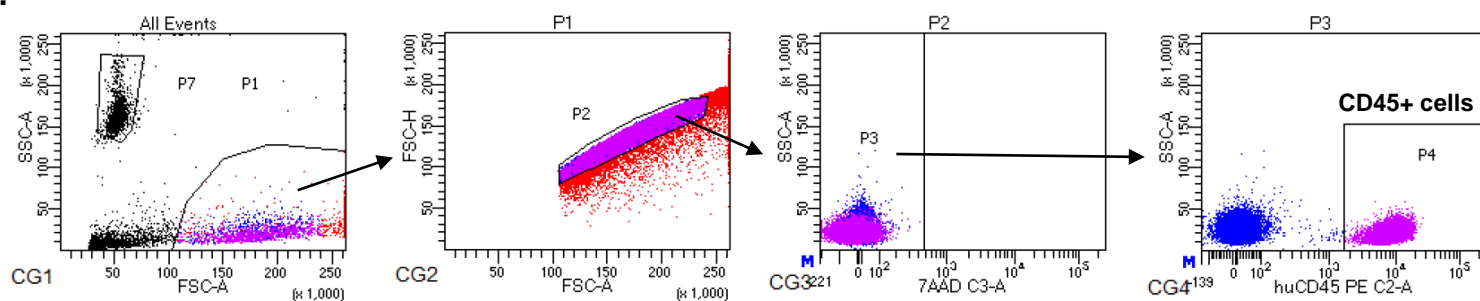 All Events
SSC-A
(x 1,000)
50 100 150 200 250
P7 P1
50 100 150 200 250
FSC-A
(x 1,000)
CG1
P1
FSC-H
(x 1,000)
50 100 150 200 250
P2
50 100 150 200 250
FSC-A
(x 1,000)
CG2
P2
SSC-A
(x 1,000)
50 100 150 200 250
P3
0 10² 10³ 10⁴ 10⁵
M
7AAD C3-A
CG3
221
P3
SSC-A
(x 1,000)
50 100 150 200 250
CD45+ cells
P4
0 10² 10³ 10⁴ 10⁵
M
huCD45 PE C2-A
CG4
139